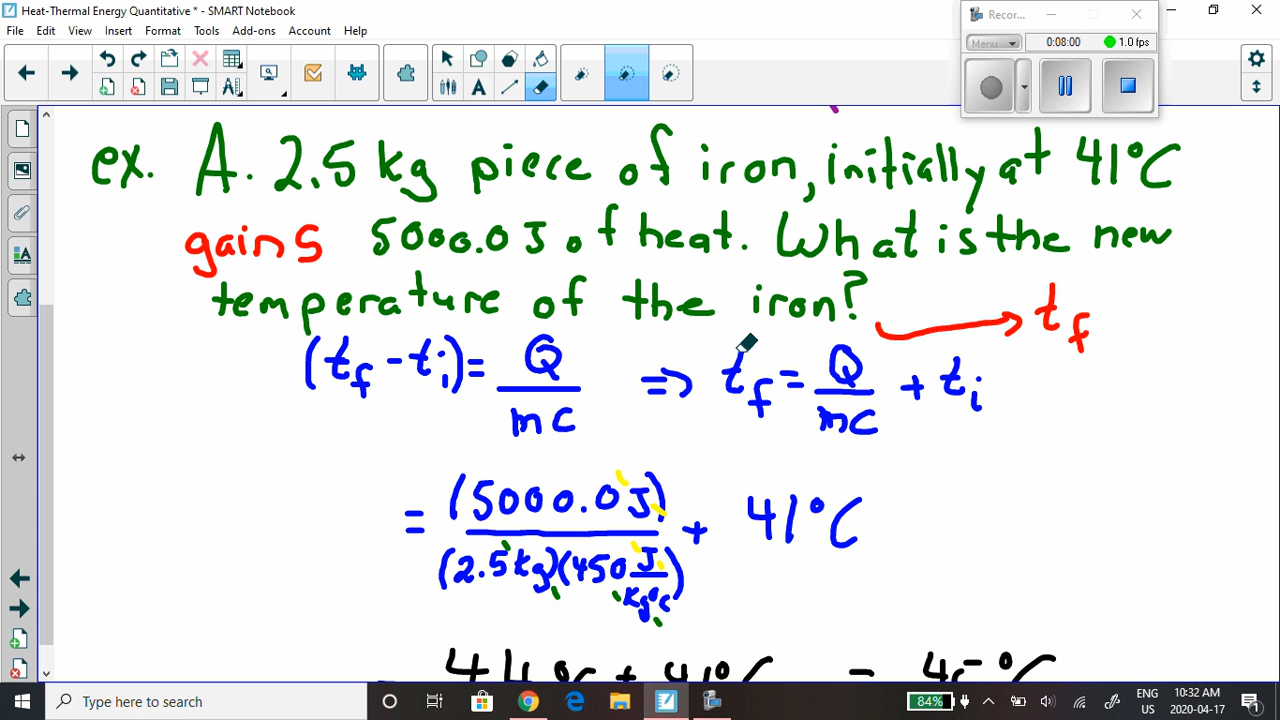 Heat-Thermal Energy Quantitative * - SMART Notebook
File Edit View Insert Format Tools Add-ons Account Help
Recor...
Menu 0:08:00 1.0 fps
ex. A. 2.5 kg piece of iron, initially at 41°C
gains 5000.0 J of heat. What is the new
temperature of the iron?
tf
(tf - ti) = Q/mc => tf = Q/mc + ti
= (5000.0 J)/(2.5 kg)(450 J/kg°C) + 41°C
Type here to search
84%
ENG
US
10:32 AM
2020-04-17
1